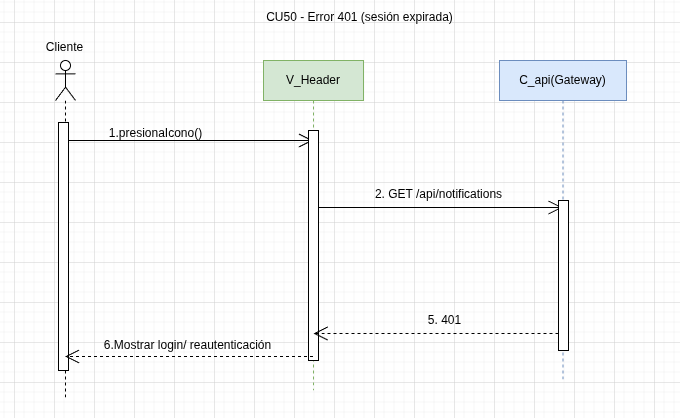 CU50 - Error 401 (sesión expirada)
Cliente
V_Header
C_api(Gateway)
1.presionaIcono()
2. GET /api/notifications
5. 401
6.Mostrar login/ reautenticación